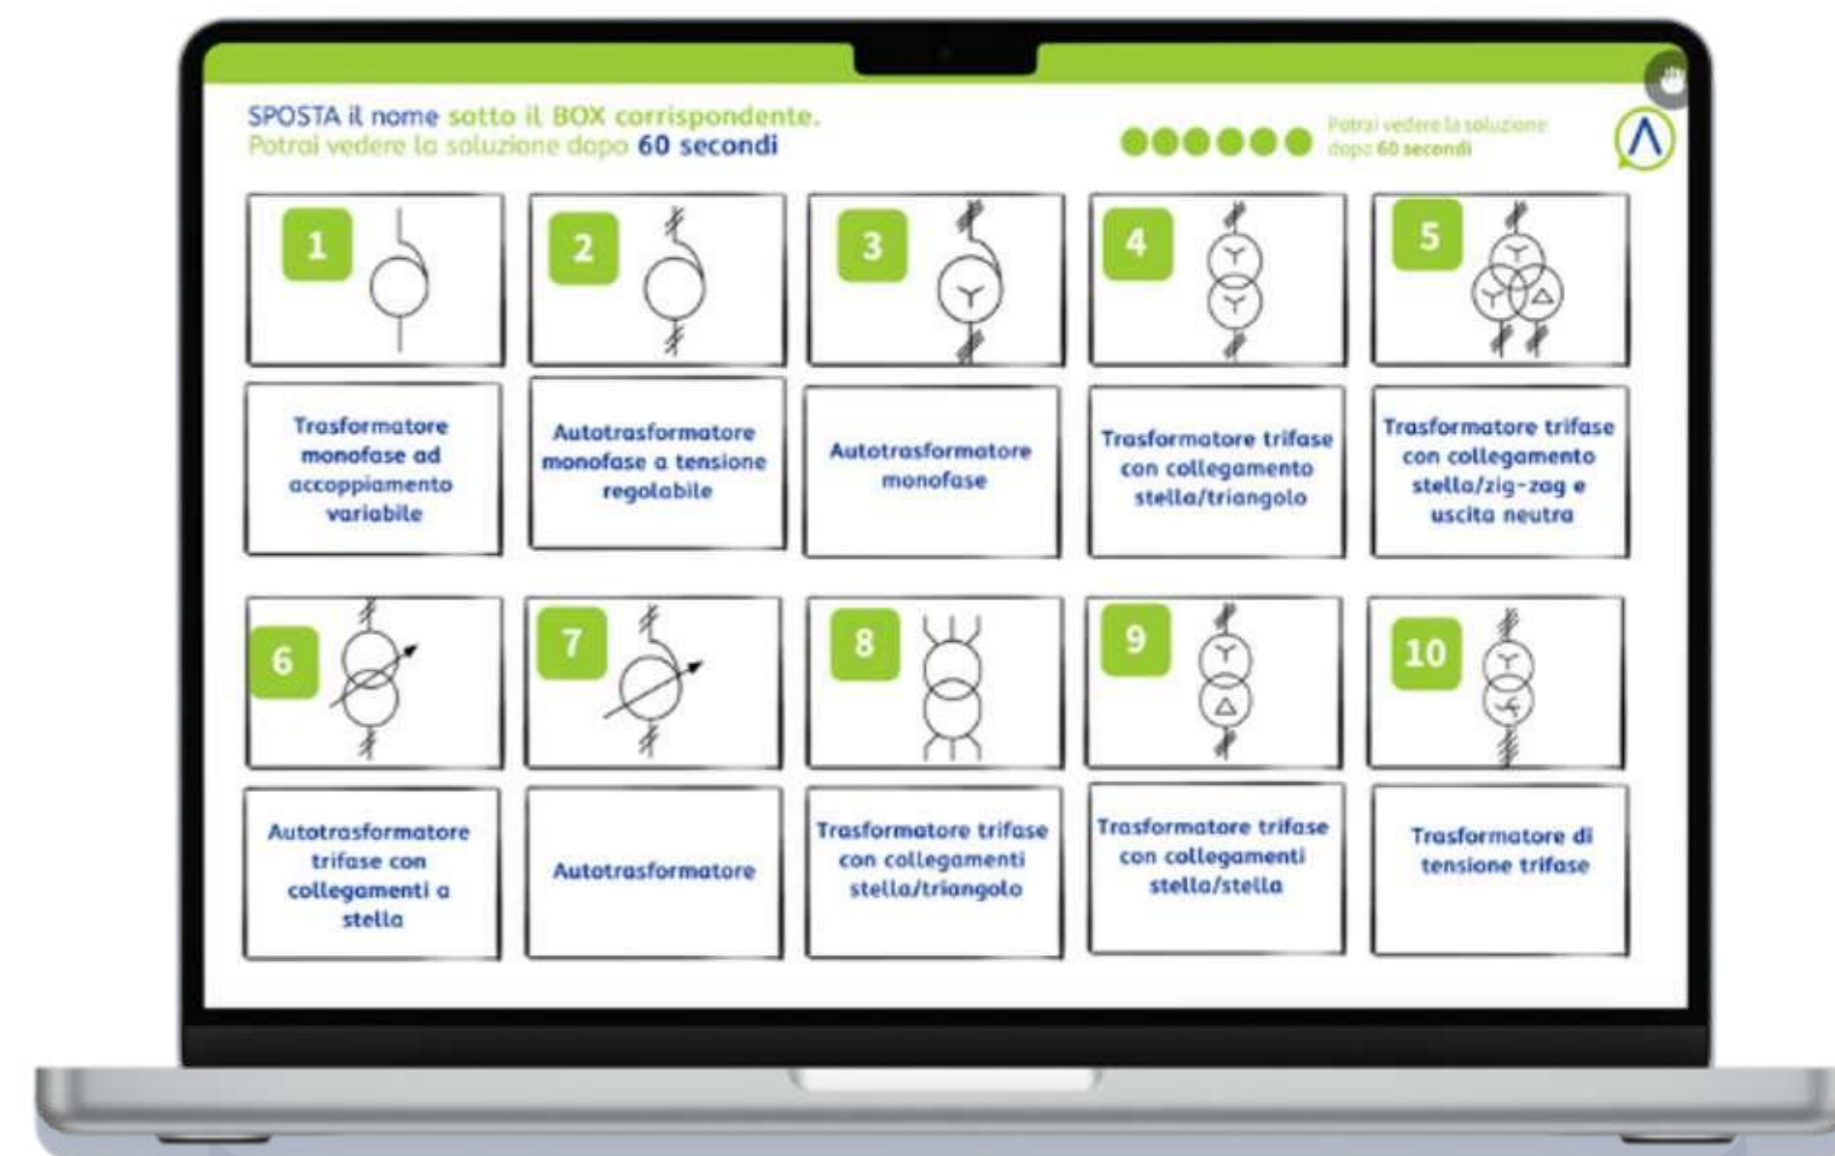 SPOSTA il nome sotto il BOX corrispondente.
Potrai vedere la soluzione dopo 60 secondi
Potrai vedere la soluzione
dopo 60 secondi
1
2
3
4
5
Trasformatore
monofase ad
accoppiamento
variabile
Autotrasformatore
monofase a tensione
regolabile
Autotrasformatore
monofase
Trasformatore trifase
con collegamento
stella/triangolo
Trasformatore trifase
con collegamento
stella/zig-zag e
uscita neutra
6
7
8
9
10
Autotrasformatore
trifase con
collegamenti a
stella
Autotrasformatore
Trasformatore trifase
con collegamenti
stella/triangolo
Trasformatore trifase
con collegamenti
stella/stella
Trasformatore di
tensione trifase